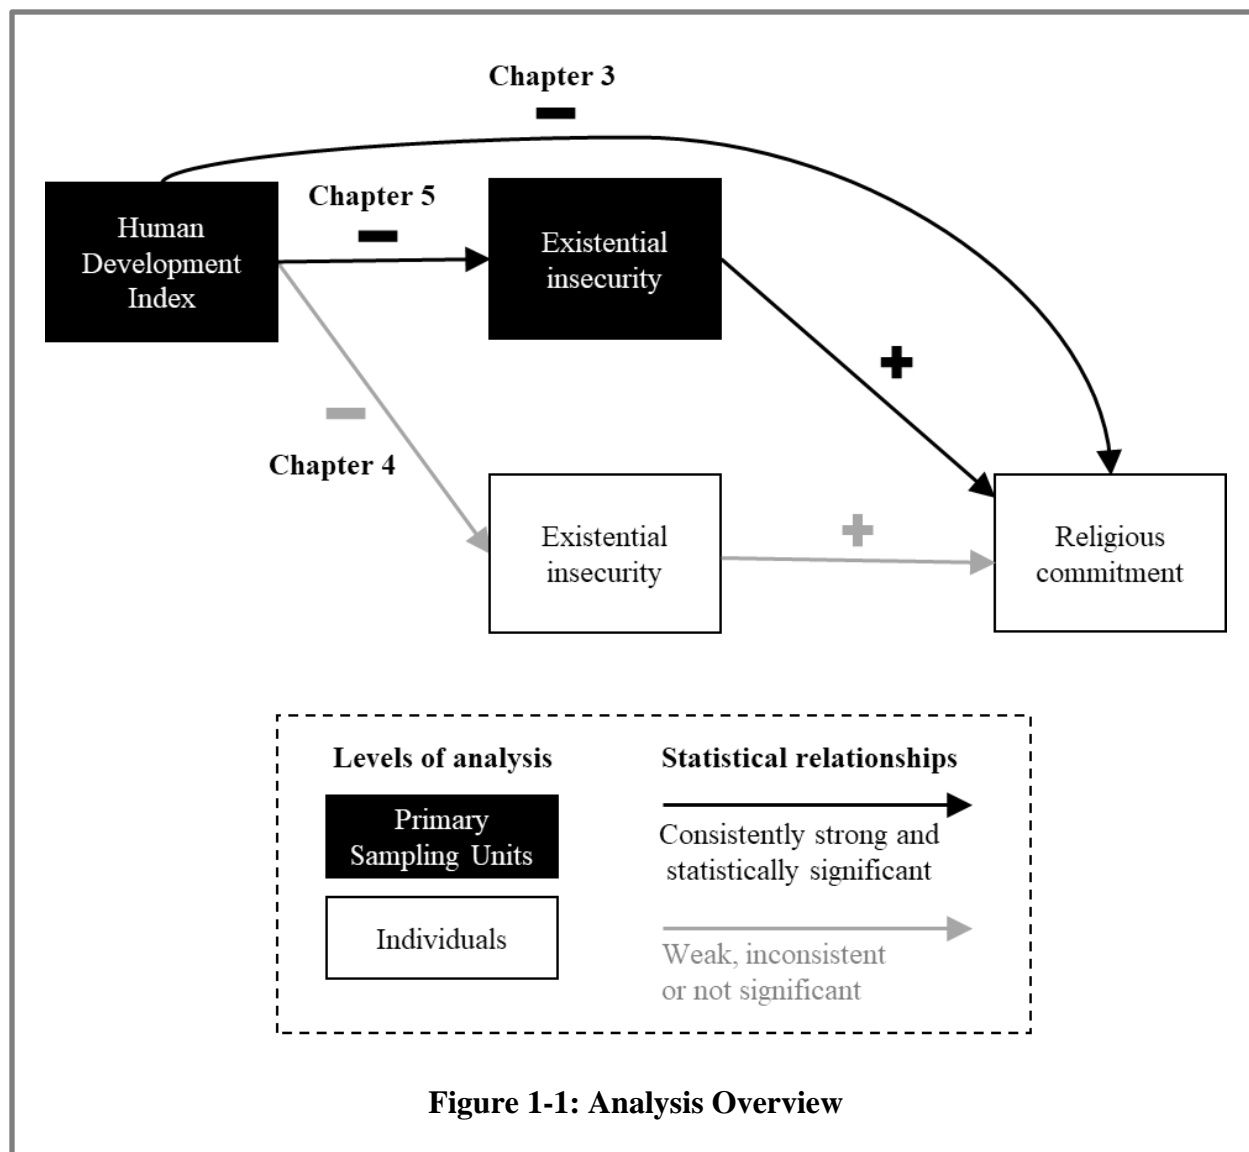 Chapter 3
Chapter 5
Human
Development
Index
Existential
insecurity
Chapter 4
Existential
insecurity
Religious
commitment
Levels of analysis
Primary
Sampling Units
Individuals
Statistical relationships
Consistently strong and
statistically significant
Weak, inconsistent
or not significant
Figure 1-1: Analysis Overview